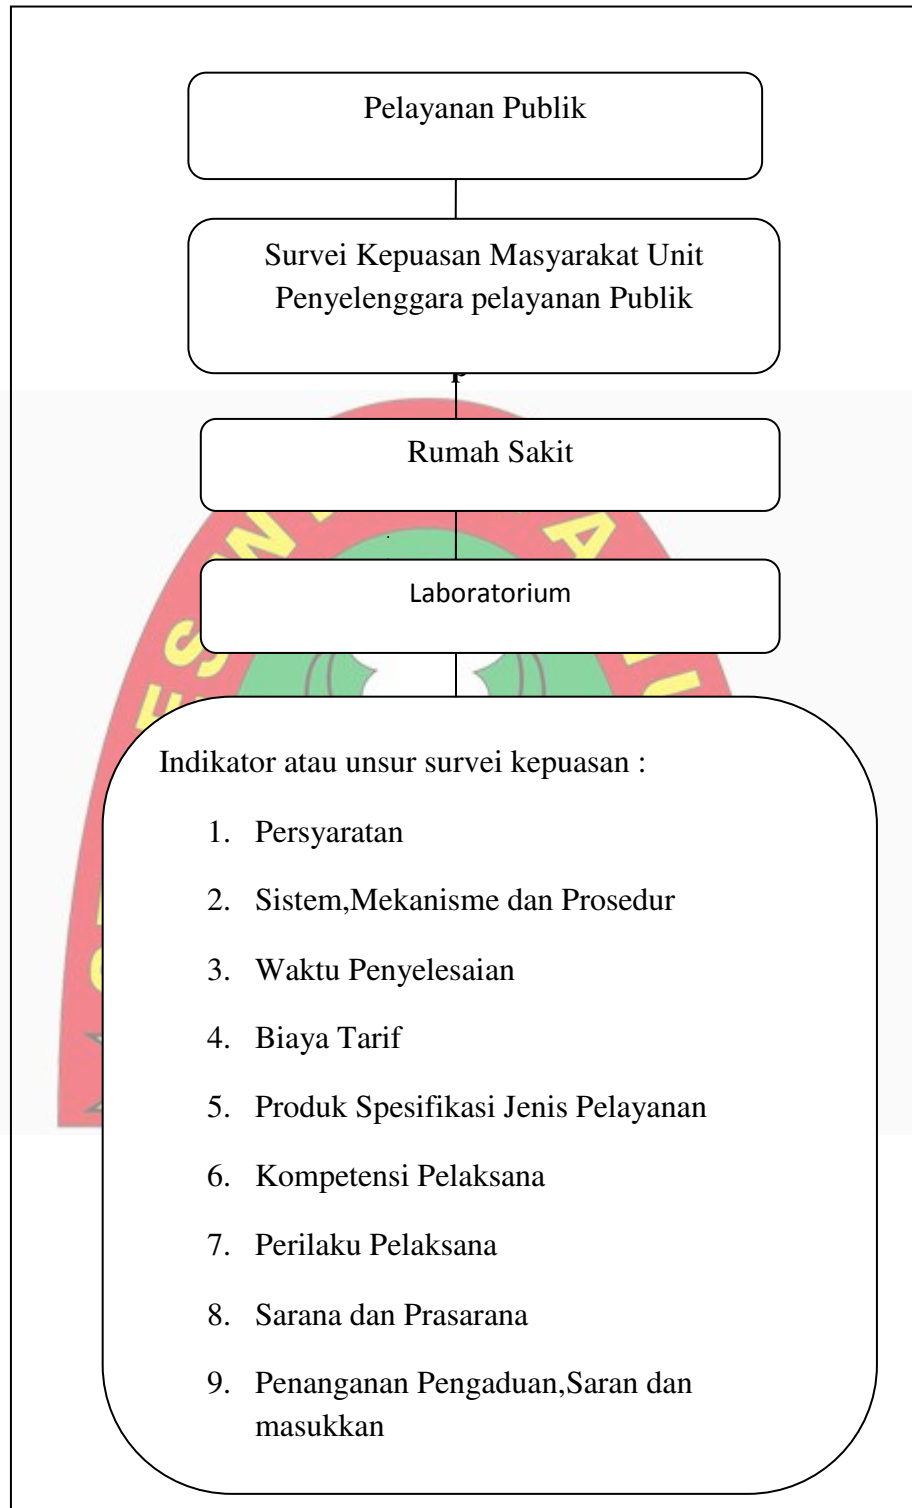 Pelayanan Publik
Survei Kepuasan Masyarakat Unit
Penyelenggara pelayanan Publik
Rumah Sakit
Laboratorium
Indikator atau unsur survei kepuasan :
1. Persyaratan
2. Sistem,Mekanisme dan Prosedur
3. Waktu Penyelesaian
4. Biaya Tarif
5. Produk Spesifikasi Jenis Pelayanan
6. Kompetensi Pelaksana
7. Perilaku Pelaksana
8. Sarana dan Prasarana
9. Penanganan Pengaduan,Saran dan
masukkan